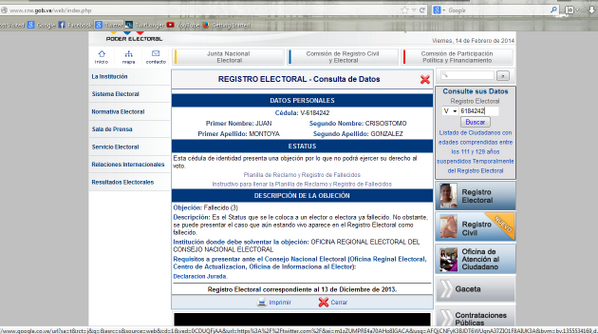 www.cne.gob.ve/web/index.php
Google
Google
Facebook
Twitter
YouTube
Getting Started
PODER ELECTORAL
Viernes, 14 de Febrero de 2014
inicio
mapa
contacto
Junta Nacional
Electoral
Comisión de Registro Civil
y Electoral
Comisión de Participación
Política y Financiamiento
La Institución
Sistema Electoral
Normativa Electoral
Sala de Prensa
Servicio Electoral
Relaciones Internacionales
Resultados Electorales
REGISTRO ELECTORAL - Consulta de Datos
DATOS PERSONALES
Cédula: V-6184242
Primer Nombre: JUAN Segundo Nombre: CRISOSTOMO
Primer Apellido: MONTOYA Segundo Apellido: GONZALEZ
ESTATUS
Esta cédula de identidad presenta una objeción por lo que no podrá ejercer su derecho al
voto.
Planilla de Reclamo y Registro de Fallecidos
Instructivo para llenar la Planilla de Reclamo y Registro de Fallecidos
DESCRIPCIÓN DE LA OBJECIÓN
Objeción: Fallecido (3)
Descripción: Es el Status que se le coloca a un elector o electora ya fallecido. No obstante,
se puede presentar el caso que aún estando vivo aparece en el Registro Electoral como
fallecido.
Institución donde debe solventar la objeción: OFICINA REGIONAL ELECTORAL DEL
CONSEJO NACIONAL ELECTORAL
Requisitos a presentar ante el Consejo Nacional Electoral (Oficina Reginal Electoral,
Centro de Actualizacion, Oficina de Informaciona al Elector):
Declaracion Jurada.
Registro Electoral correspondiente al 13 de Diciembre de 2013.
Imprimir
Cerrar
Consulte sus Datos
Registro Electoral
V
6184242
Buscar
Listado de Ciudadanos con
edades comprendidas entre
los 111 y 129 años
suspendidos Temporalmente
del Registro Electoral
Registro
Electoral
Registro
Civil
NUEVO
Oficina de
Atención al
Ciudadano
Gaceta
Contrataciones
Públicas